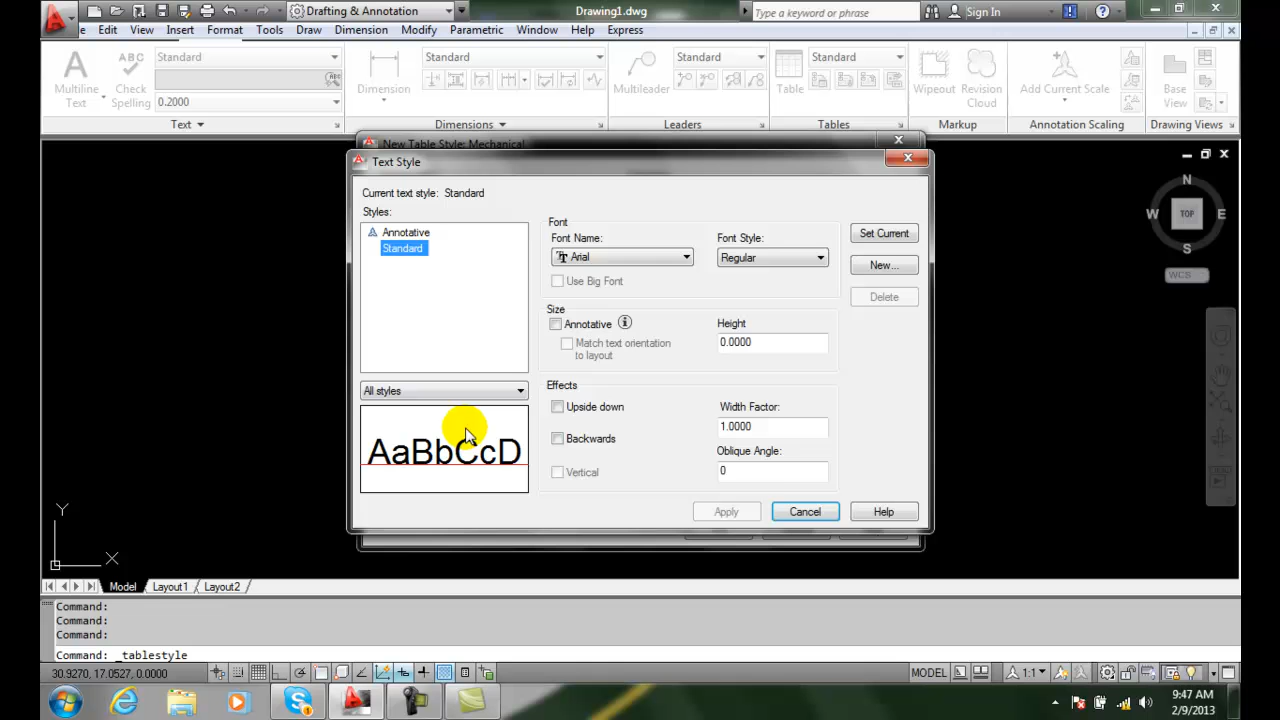 Drafting & Annotation
Drawing1.dwg
Type a keyword or phrase
Sign In
e Edit View Insert Format Tools Draw Dimension Modify Parametric Window Help Express
A
Multiline Text
ABC
Check Spelling
Standard
0.2000
Dimension
Standard
Multileader
Standard
Table
Standard
Wipeout
Revision Cloud
Add Current Scale
Base View
Text
Dimensions
Leaders
Tables
Markup
Annotation Scaling
Drawing Views
New Table Style: Mechanical
Text Style
Current text style: Standard
Styles:
Annotative
Standard
All styles
AaBbCcD
Font
Font Name:
Arial
Font Style:
Regular
Use Big Font
Size
Annotative
Match text orientation
to layout
Height
0.0000
Effects
Upside down
Backwards
Vertical
Width Factor:
1.0000
Oblique Angle:
0
Set Current
New...
Delete
Apply
Cancel
Help
N
W
TOP
E
S
WCS
Y
X
Model Layout1 Layout2
Command:
Command:
Command:
Command: _tablestyle
30.9270, 17.0527, 0.0000
MODEL
1:1
9:47 AM
2/9/2013